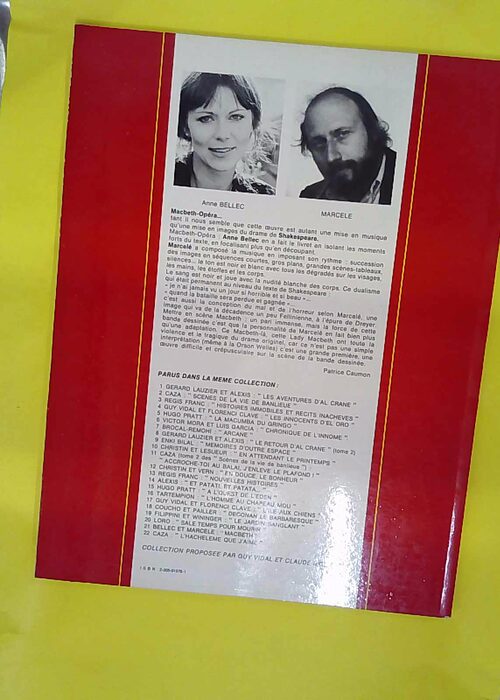 Anne BELLEC
MARCELE
Macbeth-Opéra...
tant il nous semble que cette œuvre est autant une mise en musique
qu'une mise en images du drame de Shakespeare.
Macbeth-Opéra : Anne Bellec en a fait le livret en isolant les moments
forts du texte, en focalisant plus qu'en découpant.
Marcelé a composé la musique en imposant son rythme : succession
des images en séquences courtes, gros plans, grandes scènes-tableaux,
silences... le ton est noir et blanc avec tous les dégradés sur les visages,
les mains, les étoffes et les corps.
Le sang est noir et joue avec la nudité blanche des corps. Ce dualisme
qui était permanent au niveau du texte de Shakespeare :
- « je n'ai jamais vu un jour si horrible et si beau » -
- « quand la bataille sera perdue et gagnée » -
c'est aussi la conception du mal et de l'horreur selon Marcelé, une
image qui va de la décadence un peu Fellinienne, à l'épure de Dreyer.
Mettre en scène Macbeth : un pari immense, mais la force de cette
bande dessinée c'est que la personnalité de Marcelé en fait bien plus
qu'une adaptation. Ce Macbeth-là, cette Lady Macbeth ont toute la
violence et le tragique du drame original, car ce n'est pas une simple
interprétation (même à la Orson Welles) c'est une grande première, une
œuvre difficile et crépusculaire sur la scène de la bande dessinée.
Patrice Caumon
PARUS DANS LA MEME COLLECTION :
1 GERARD LAUZIER ET ALEXIS : " LES AVENTURES D'AL CRANE "
2 CAZA : " SCENES DE LA VIE DE BANLIEUE "
3 REGIS FRANC : " HISTOIRES IMMOBILES ET RECITS INACHEVES "
4 GUY VIDAL ET FLORENCI CLAVE : " LES INNOCENTS D'EL ORO "
5 HUGO PRATT : " LA MACUMBA DU GRINGO "
6 VICTOR MORA ET LUIS GARCIA : " CHRONIQUE DE L'INNOME "
7 BROCAL-REMOHI : " ARCANE "
8 GERARD LAUZIER ET ALEXIS : " LE RETOUR D'AL CRANE " (tome 2)
9 ENKI BILAL : " MEMOIRES D'OUTRE ESPACE "
10 CHRISTIN ET LESUEUR : " EN ATTENDANT LE PRINTEMPS "
11 CAZA (tome 2 des " Scènes de la vie de banlieue ") :
" ACCROCHE-TOI AU BALAI, J'ENLEVE LE PLAFOND ! "
12 CHRISTIN ET VERN : " EN DOUCE, LE BONHEUR "
13 REGIS FRANC : " NOUVELLES HISTOIRES "
14 ALEXIS : " ET PATATI, ET PATATA... "
15 HUGO PRATT : " A L'OUEST DE L'EDEN "
16 TARTEMPION : " L'HOMME AU CHAPEAU MOU "
17 GUY VIDAL ET FLORENCI CLAVE : " L'ILE AUX CHIENS "
18 COUCHO ET PAILLER : " DECONAN LE BARBARESQUE "
19 FILIPPINI ET WININGER : " LE JARDIN SANGLANT "
20 LORO : " SALE TEMPS POUR MOURIR "
21 BELLEC ET MARCELE : " MACBETH "
22 CAZA : " L'HACHELEME QUE J'AIME "
COLLECTION PROPOSEE PAR GUY VIDAL ET CLAUDE
ISBN